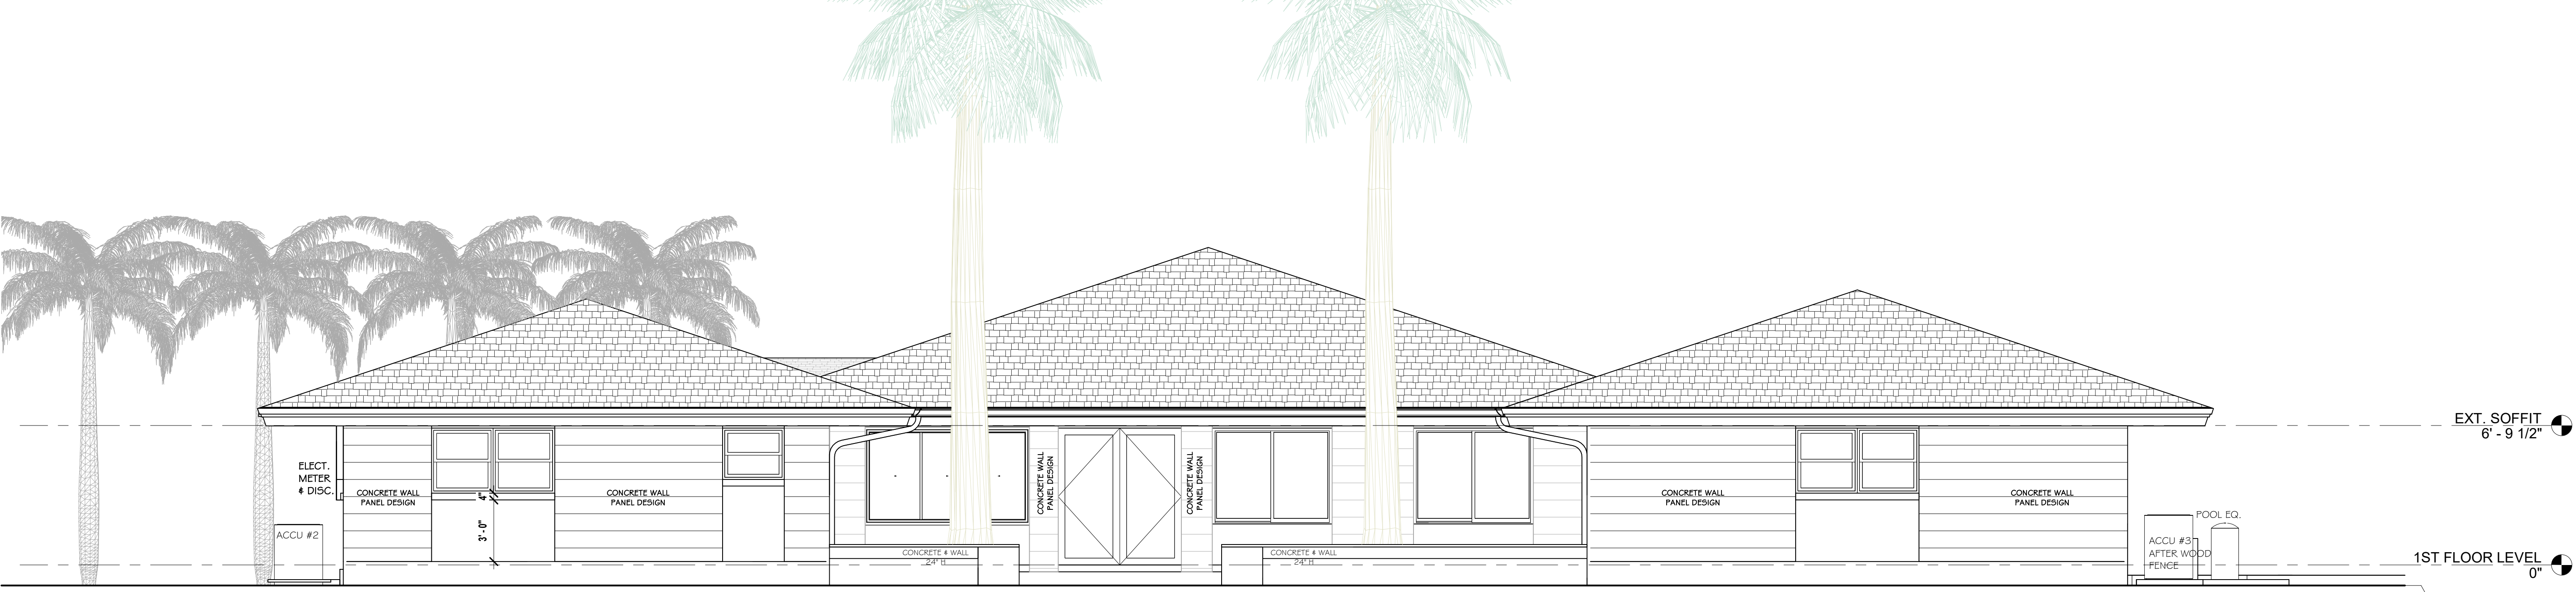 EXT. SOFFIT
6' - 9 1/2"
ELECT.
METER
& DISC.
CONCRETE WALL
PANEL DESIGN
4"
3' - 0"
CONCRETE WALL
PANEL DESIGN
CONCRETE WALL
PANEL DESIGN
CONCRETE WALL
PANEL DESIGN
CONCRETE WALL
PANEL DESIGN
CONCRETE WALL
PANEL DESIGN
ACCU #2
CONCRETE & WALL
24" H
CONCRETE & WALL
24" H
POOL EQ.
ACCU #3
AFTER WOOD
FENCE
1ST FLOOR LEVEL
0"